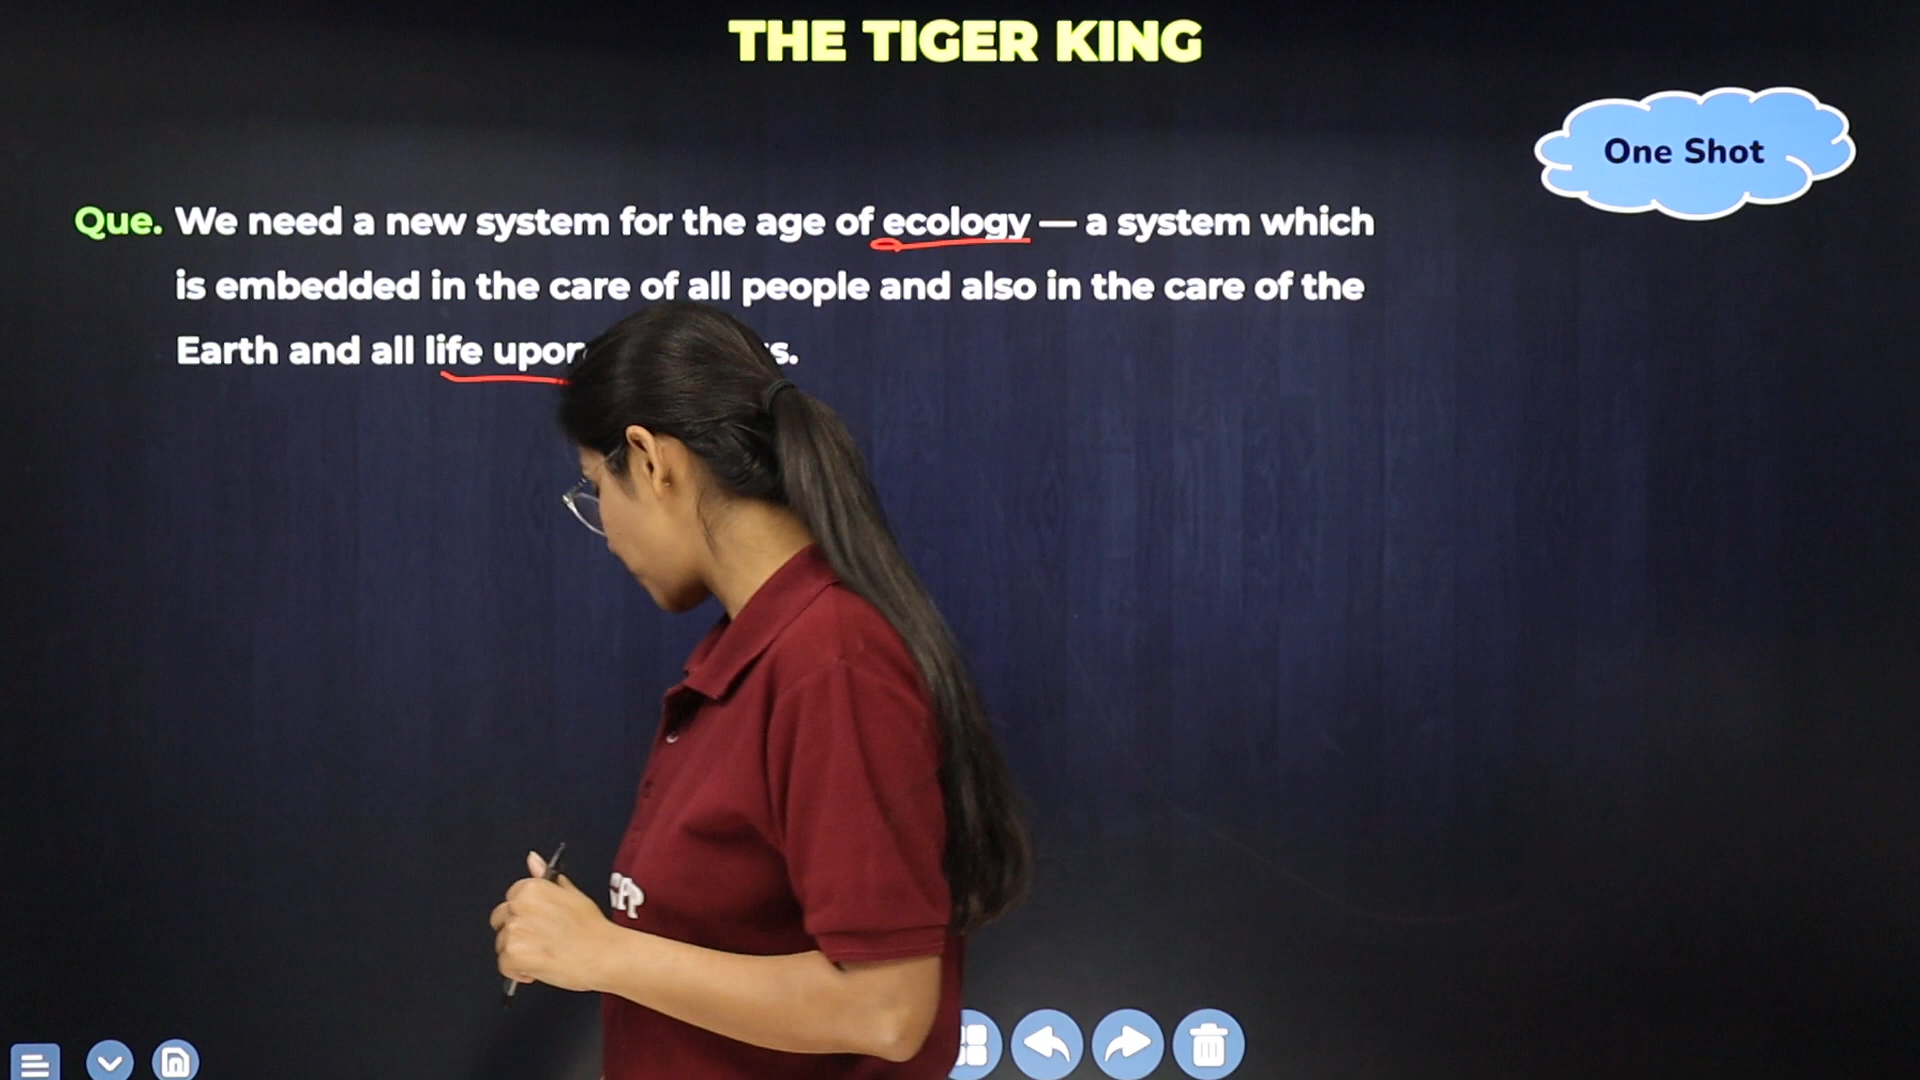 THE TIGER KING
One Shot
Que. We need a new system for the age of ecology — a system which
is embedded in the care of all people and also in the care of the
Earth and all life